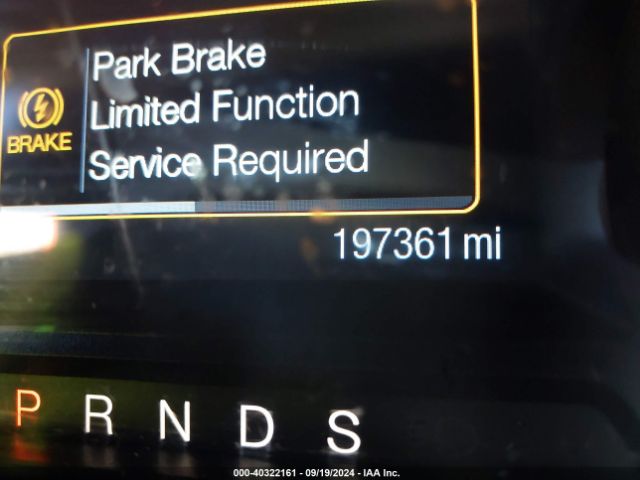 Park Brake
Limited Function
BRAKE
Service Required
197361 mi
P R N D S
000-40322161 - 09/19/2024 - IAA Inc.